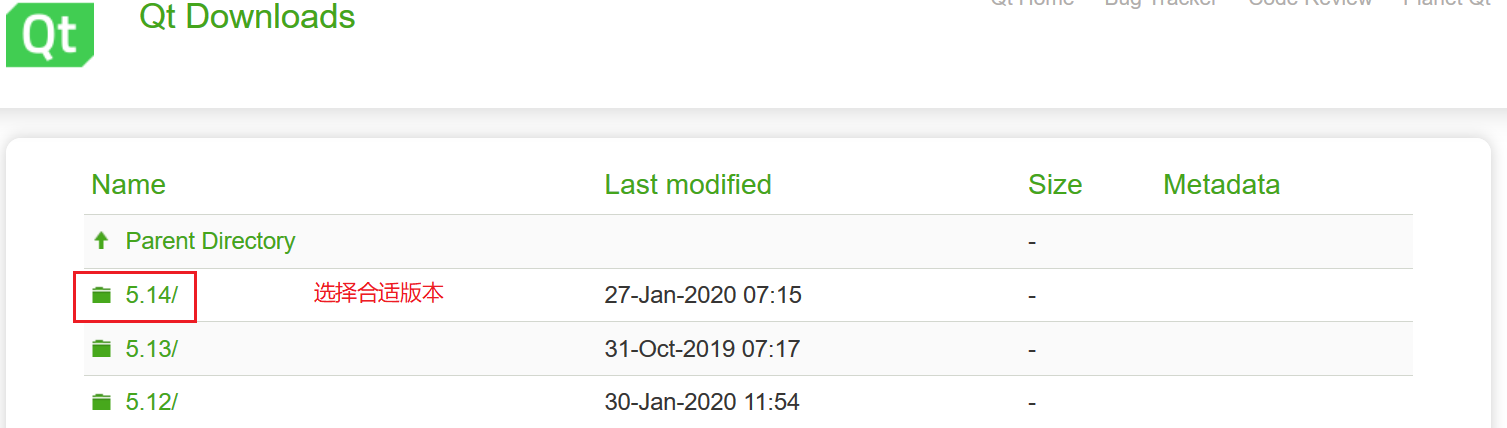 Qt Home Bug Tracker Code Review Planet Qt
Qt Qt Downloads
Name Last modified Size Metadata
Parent Directory -
5.14/ 选择合适版本 27-Jan-2020 07:15 -
5.13/ 31-Oct-2019 07:17 -
5.12/ 30-Jan-2020 11:54 -